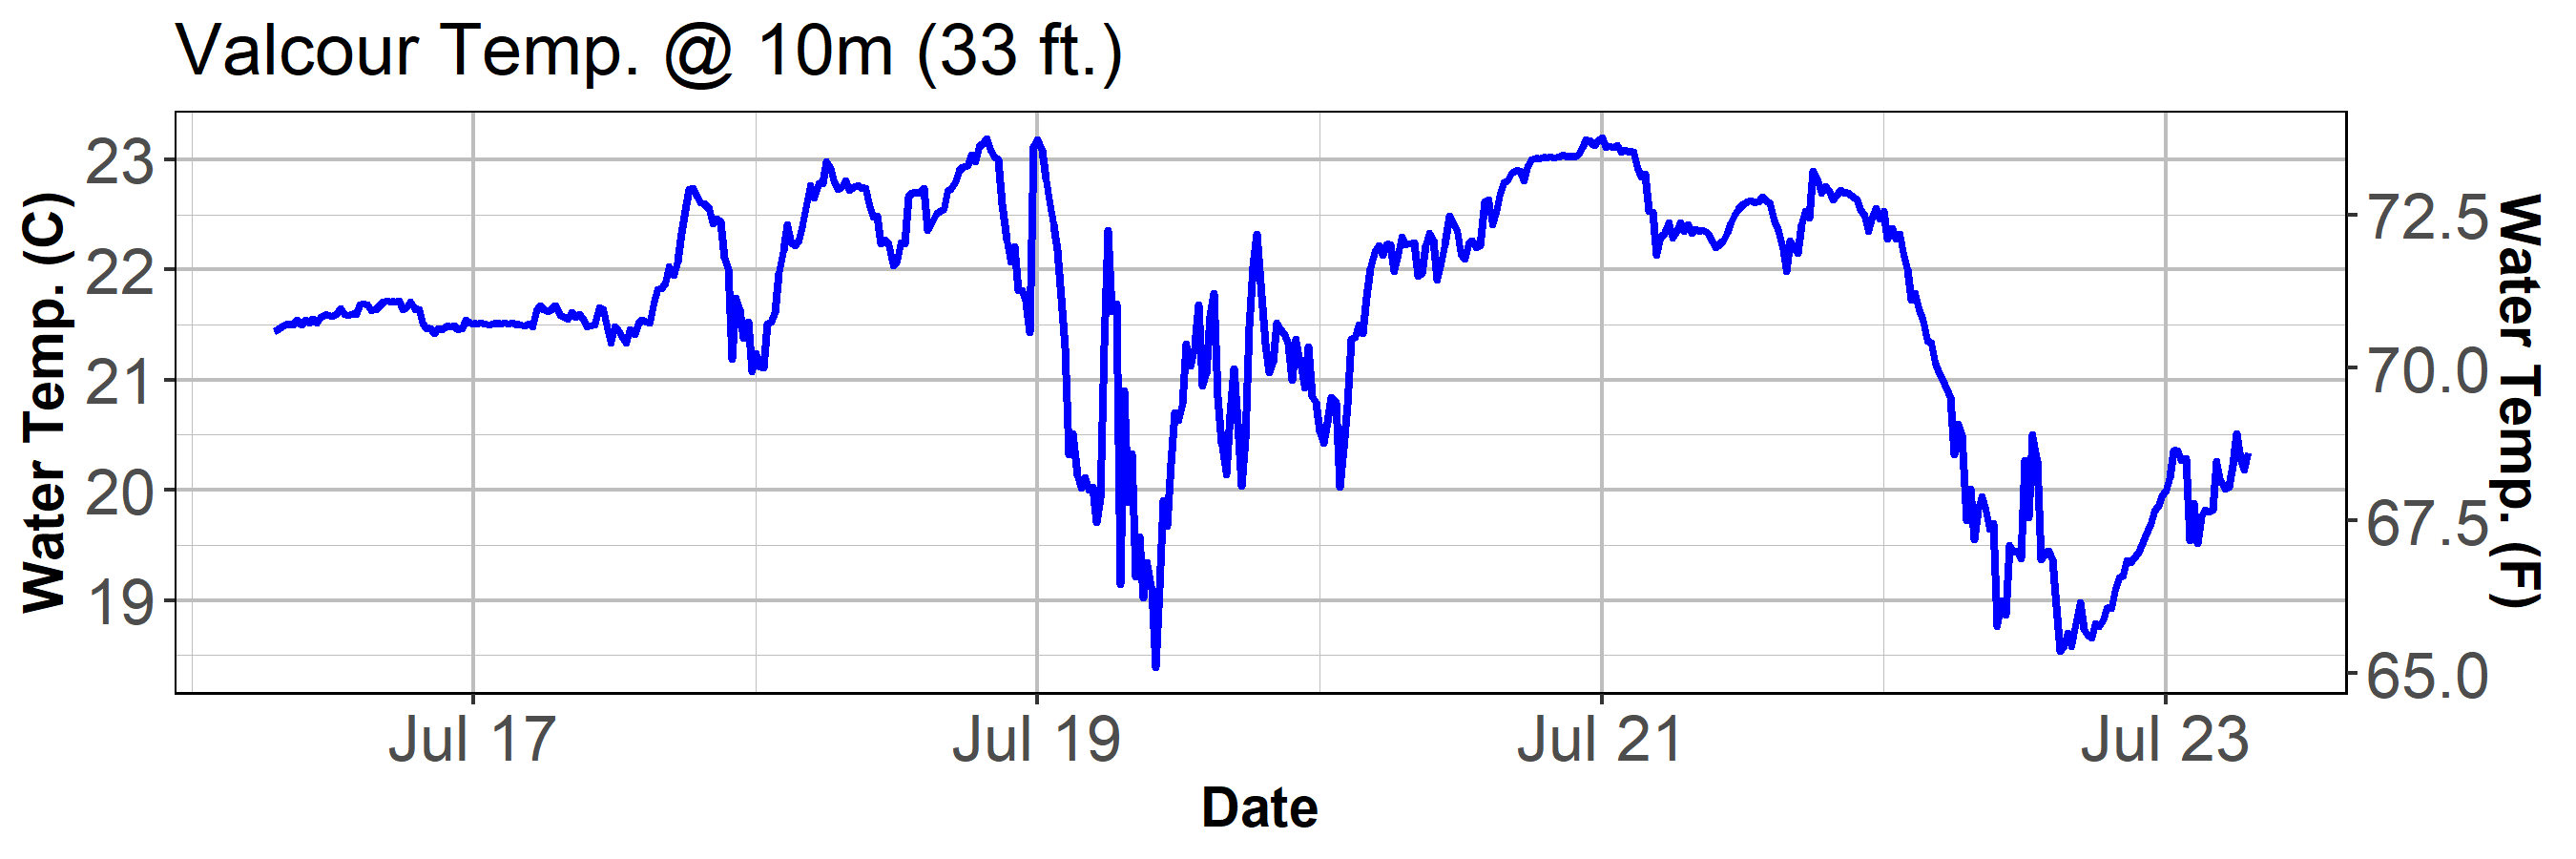 Valcour Temp. @ 10m (33 ft.)
Water Temp. (C)
23
22
21
20
19
72.5
70.0
67.5
65.0
Water Temp. (F)
Jul 17
Jul 19
Jul 21
Jul 23
Date